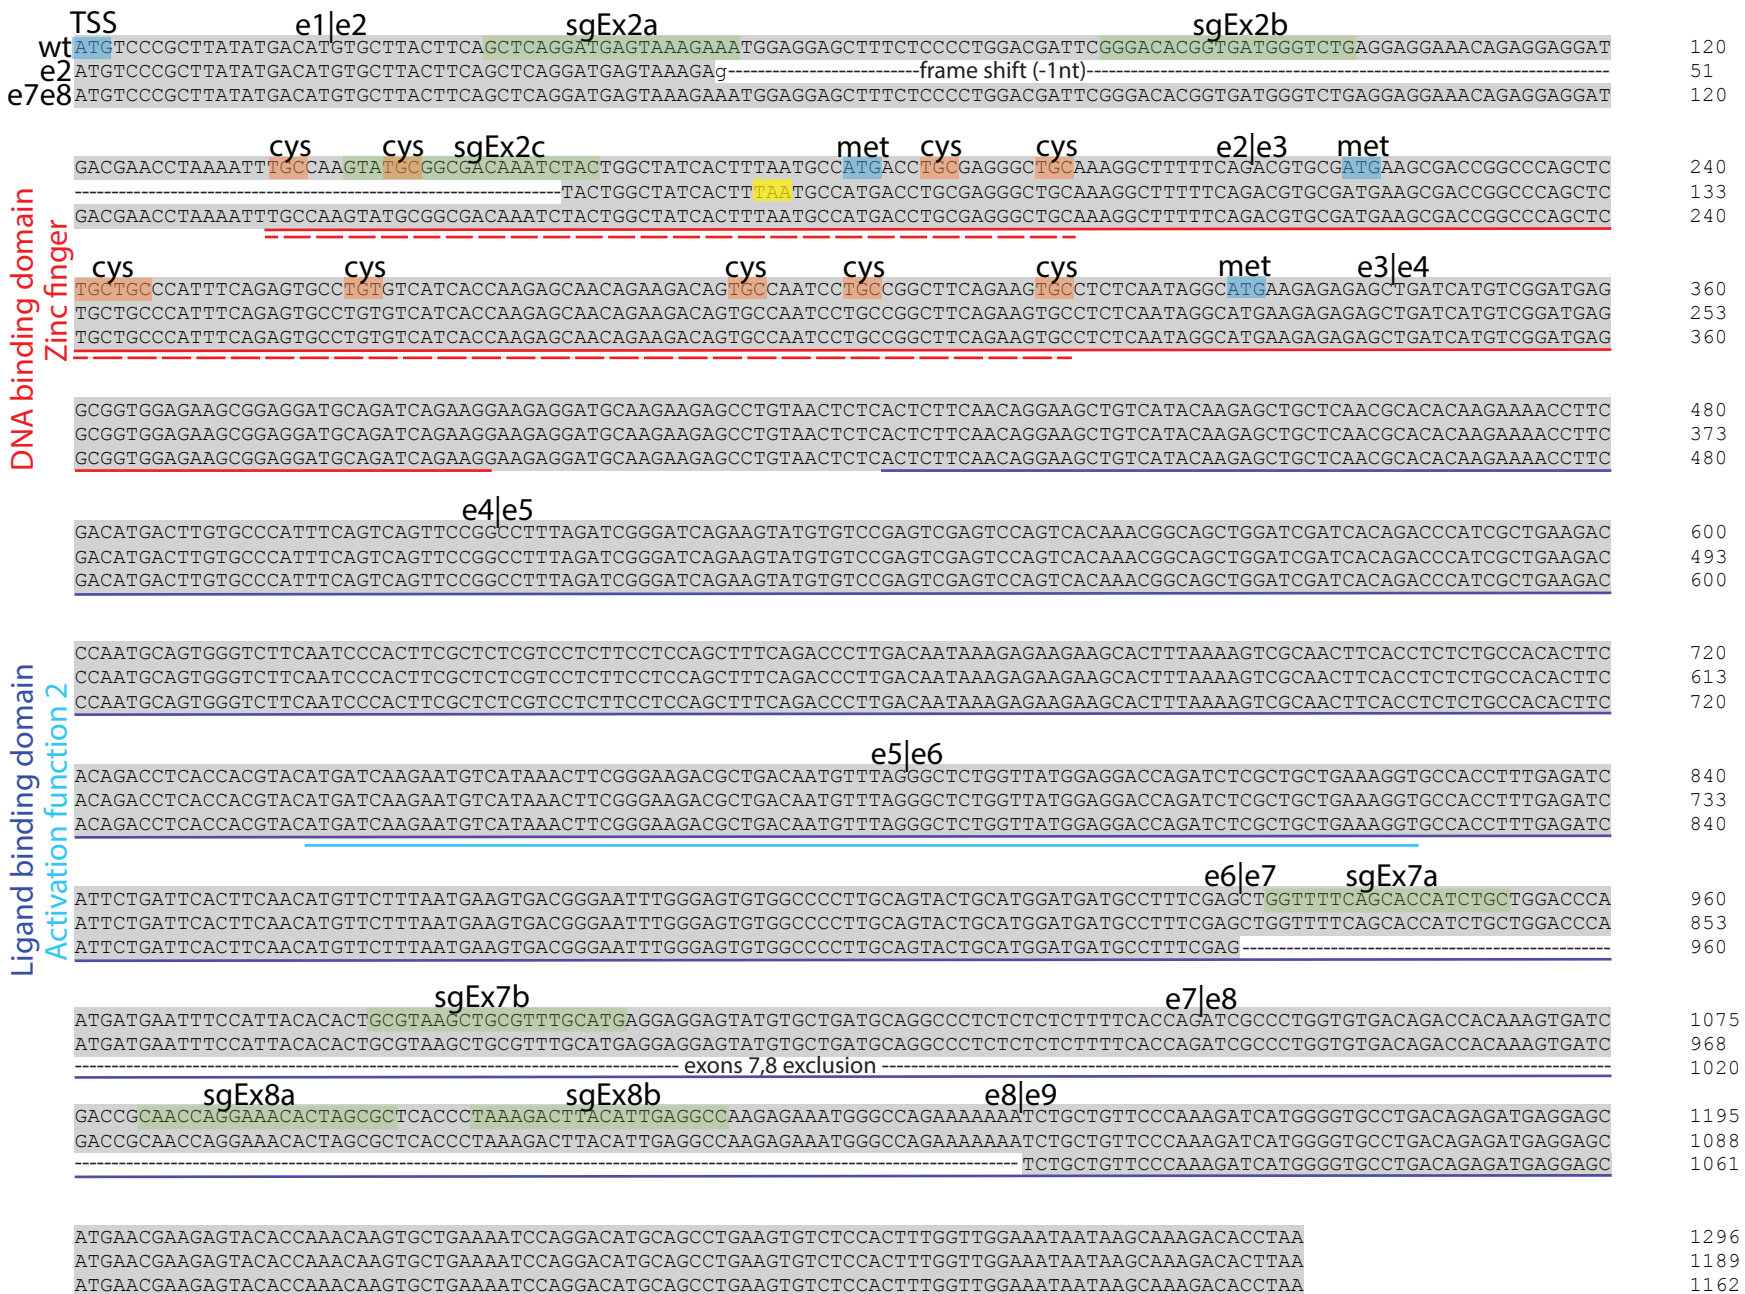 TSS e1|e2 sgEx2a sgEx2b
wt ATGTCCCGCTTATATGACATGTGCTTACTTCAGCTCAGGATGAGTAAAGAAATGGAGGAGCTTTCTCCCCTGGACGATTCGGGACACGGTGATGGGTCTGAGGAGGAAACAGAGGAGGAT 120
e2 ATGTCCCGCTTATATGACATGTGCTTACTTCAGCTCAGGATGAGTAAAGAg---frame shift (-1nt)--- 51
e7e8 ATGTCCCGCTTATATGACATGTGCTTACTTCAGCTCAGGATGAGTAAAGAAATGGAGGAGCTTTCTCCCCTGGACGATTCGGGACACGGTGATGGGTCTGAGGAGGAAACAGAGGAGGAT 120
cys cys sgEx2c met cys cys e2|e3 met
GACGAACCTAAAATTTGCCAAGTATGCGGCGACAAATCTACTGGCTATCACTTTAATGCCATGACCTGCGAGGGCTGCAAAGGCTTTTTCAGACGTGCGATGAAGCGACCGGCCCAGCTC 240
---TACTGGCTATCACTTTAATGCCATGACCTGCGAGGGCTGCAAAGGCTTTTTCAGACGTGCGATGAAGCGACCGGCCCAGCTC 133
GACGAACCTAAAATTTGCCAAGTATGCGGCGACAAATCTACTGGCTATCACTTTAATGCCATGACCTGCGAGGGCTGCAAAGGCTTTTTCAGACGTGCGATGAAGCGACCGGCCCAGCTC 240
DNA binding domain
Zinc finger
cys cys cys cys cys met e3|e4
TGCTGCCCATTTCAGAGTGCCTGTGTCATCACCAAGAGCAACAGAAGACAGTGCCAATCCTGCCGGCTTCAGAAGTGCCTCTCAATAGGCATGAAGAGAGAGCTGATCATGTCGGATGAG 360
TGCTGCCCATTTCAGAGTGCCTGTGTCATCACCAAGAGCAACAGAAGACAGTGCCAATCCTGCCGGCTTCAGAAGTGCCTCTCAATAGGCATGAAGAGAGAGCTGATCATGTCGGATGAG 253
TGCTGCCCATTTCAGAGTGCCTGTGTCATCACCAAGAGCAACAGAAGACAGTGCCAATCCTGCCGGCTTCAGAAGTGCCTCTCAATAGGCATGAAGAGAGAGCTGATCATGTCGGATGAG 360
GCGGTGGAGAAGCGGAGGATGCAGATCAGAAGGAAGAGGATGCAAGAAGAGCCTGTAACTCTCACTCTTCAACAGGAAGCTGTCATACAAGAGCTGCTCAACGCACACAAGAAAACCTTC 480
GCGGTGGAGAAGCGGAGGATGCAGATCAGAAGGAAGAGGATGCAAGAAGAGCCTGTAACTCTCACTCTTCAACAGGAAGCTGTCATACAAGAGCTGCTCAACGCACACAAGAAAACCTTC 373
GCGGTGGAGAAGCGGAGGATGCAGATCAGAAGGAAGAGGATGCAAGAAGAGCCTGTAACTCTCACTCTTCAACAGGAAGCTGTCATACAAGAGCTGCTCAACGCACACAAGAAAACCTTC 480
e4|e5
GACATGACTTGTGCCCATTTCAGTCAGTTCCGGCCTTTAGATCGGGATCAGAAGTATGTGTCCGAGTCGAGTCCAGTCACAAACGGCAGCTGGATCGATCACAGACCCATCGCTGAAGAC 600
GACATGACTTGTGCCCATTTCAGTCAGTTCCGGCCTTTAGATCGGGATCAGAAGTATGTGTCCGAGTCGAGTCCAGTCACAAACGGCAGCTGGATCGATCACAGACCCATCGCTGAAGAC 493
GACATGACTTGTGCCCATTTCAGTCAGTTCCGGCCTTTAGATCGGGATCAGAAGTATGTGTCCGAGTCGAGTCCAGTCACAAACGGCAGCTGGATCGATCACAGACCCATCGCTGAAGAC 600
Ligand binding domain
Activation function 2
CCAATGCAGTGGGTCTTCAATCCCACTTCGCTCTCGTCCTCTTCCTCCAGCTTTCAGACCCTTGACAATAAAGAGAAGAAGCACTTTAAAAGTCGCAACTTCACCTCTCTGCCACACTTC 720
CCAATGCAGTGGGTCTTCAATCCCACTTCGCTCTCGTCCTCTTCCTCCAGCTTTCAGACCCTTGACAATAAAGAGAAGAAGCACTTTAAAAGTCGCAACTTCACCTCTCTGCCACACTTC 613
CCAATGCAGTGGGTCTTCAATCCCACTTCGCTCTCGTCCTCTTCCTCCAGCTTTCAGACCCTTGACAATAAAGAGAAGAAGCACTTTAAAAGTCGCAACTTCACCTCTCTGCCACACTTC 720
e5|e6
ACAGACCTCACCACGTACATGATCAAGAATGTCATAAACTTCGGGAAGACGCTGACAATGTTTAGGGCTCTGGTTATGGAGGACCAGATCTCGCTGCTGAAAGGTGCCACCTTTGAGATC 840
ACAGACCTCACCACGTACATGATCAAGAATGTCATAAACTTCGGGAAGACGCTGACAATGTTTAGGGCTCTGGTTATGGAGGACCAGATCTCGCTGCTGAAAGGTGCCACCTTTGAGATC 733
ACAGACCTCACCACGTACATGATCAAGAATGTCATAAACTTCGGGAAGACGCTGACAATGTTTAGGGCTCTGGTTATGGAGGACCAGATCTCGCTGCTGAAAGGTGCCACCTTTGAGATC 840
e6|e7 sgEx7a
ATTCTGATTCACTTCAACATGTTCTTTAATGAAGTGACGGGAATTTGGGAGTGTGGCCCCTTGCAGTACTGCATGGATGATGCCTTTCGAGCTGGTTTTCAGCACCATCTGCTGGACCCA 960
ATTCTGATTCACTTCAACATGTTCTTTAATGAAGTGACGGGAATTTGGGAGTGTGGCCCCTTGCAGTACTGCATGGATGATGCCTTTCGAGCTGGTTTTCAGCACCATCTGCTGGACCCA 853
ATTCTGATTCACTTCAACATGTTCTTTAATGAAGTGACGGGAATTTGGGAGTGTGGCCCCTTGCAGTACTGCATGGATGATGCCTTTCGAG--- 960
sgEx7b e7|e8
ATGATGAATTTCCATTACACACTGCGTAAGCTGCGTTTGCATGAGGAGGAGTATGTGCTGATGCAGGCCCTCTCTCTCTTTTCACCAGATCGCCCTGGTGTGACAGACCACAAAGTGATC 1075
ATGATGAATTTCCATTACACACTGCGTAAGCTGCGTTTGCATGAGGAGGAGTATGTGCTGATGCAGGCCCTCTCTCTCTTTTCACCAGATCGCCCTGGTGTGACAGACCACAAAGTGATC 968
--- exons 7,8 exclusion --- 1020
sgEx8a sgEx8b e8|e9
GACCGCAACCAGGAAACACTAGCGCTCACCCTAAAGACTTACATTGAGGCCAAGAGAAATGGGCCAGAAAAAAATCTGCTGTTCCCAAAGATCATGGGGTGCCTGACAGAGATGAGGAGC 1195
GACCGCAACCAGGAAACACTAGCGCTCACCCTAAAGACTTACATTGAGGCCAAGAGAAATGGGCCAGAAAAAAATCTGCTGTTCCCAAAGATCATGGGGTGCCTGACAGAGATGAGGAGC 1088
---TCTGCTGTTCCCAAAGATCATGGGGTGCCTGACAGAGATGAGGAGC 1061
ATGAACGAAGAGTACACCAAACAAGTGCTGAAAATCCAGGACATGCAGCCTGAAGTGTCTCCACTTTGGTTGGAAATAATAAGCAAAGACACCTAA 1296
ATGAACGAAGAGTACACCAAACAAGTGCTGAAAATCCAGGACATGCAGCCTGAAGTGTCTCCACTTTGGTTGGAAATAATAAGCAAAGACACTTAA 1189
ATGAACGAAGAGTACACCAAACAAGTGCTGAAAATCCAGGACATGCAGCCTGAAGTGTCTCCACTTTGGTTGGAAATAATAAGCAAAGACACCTAA 1162